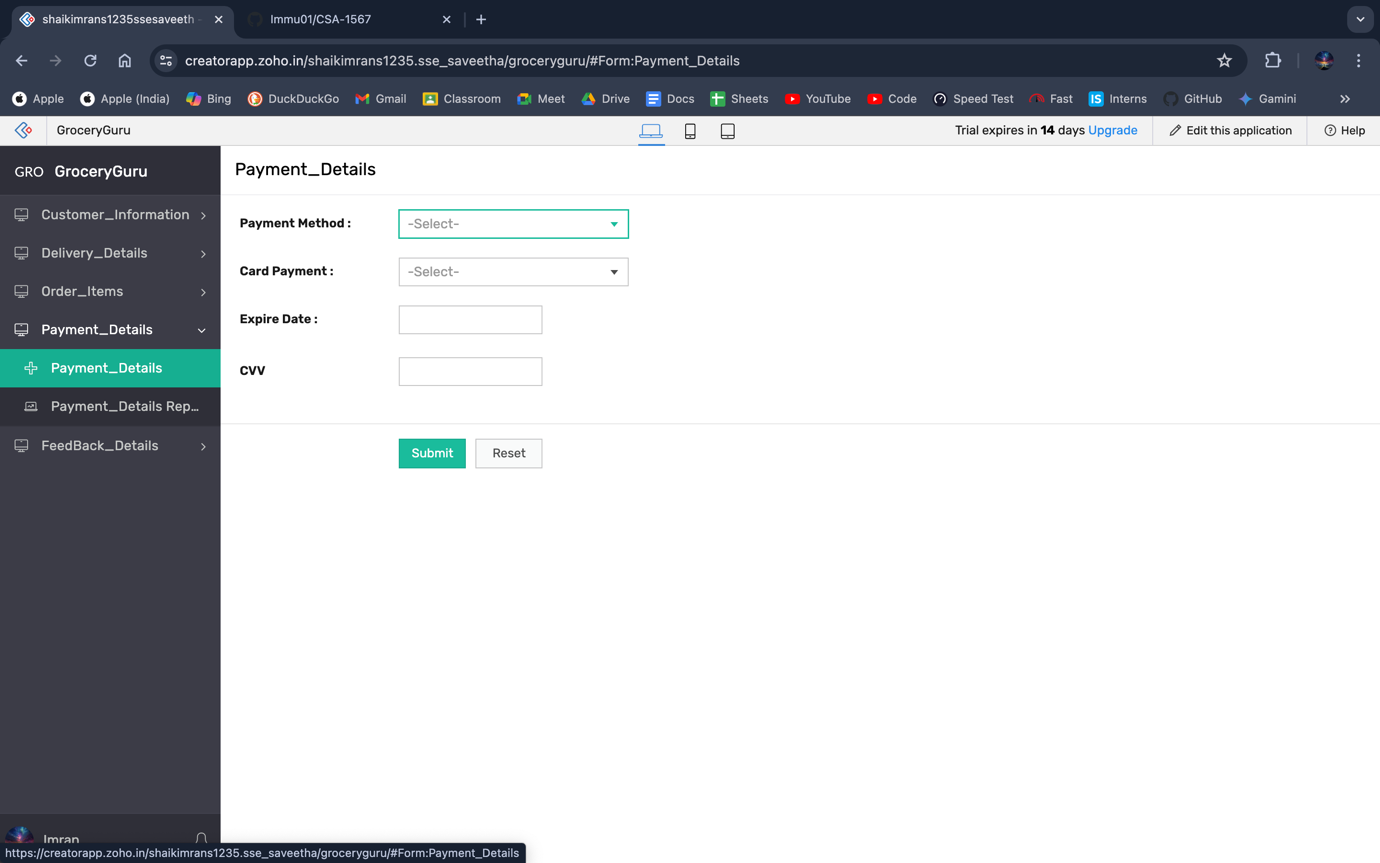 shaikimrans1235ssesaveeth
Immu01/CSA-1567
creatorapp.zoho.in/shaikimrans1235.sse_saveetha/groceryguru/#Form:Payment_Details
Apple
Apple (India)
Bing
DuckDuckGo
Gmail
Classroom
Meet
Drive
Docs
Sheets
YouTube
Code
Speed Test
Fast
IS
Interns
GitHub
Gamini
GroceryGuru
Trial expires in 14 days Upgrade
Edit this application
Help
GRO GroceryGuru
Customer_Information
Delivery_Details
Order_Items
Payment_Details
Payment_Details
Payment_Details Rep...
FeedBack_Details
Payment_Details
Payment Method :
-Select-
Card Payment :
-Select-
Expire Date :
CVV
Submit
Reset
Imran
https://creatorapp.zoho.in/shaikimrans1235.sse_saveetha/groceryguru/#Form:Payment_Details